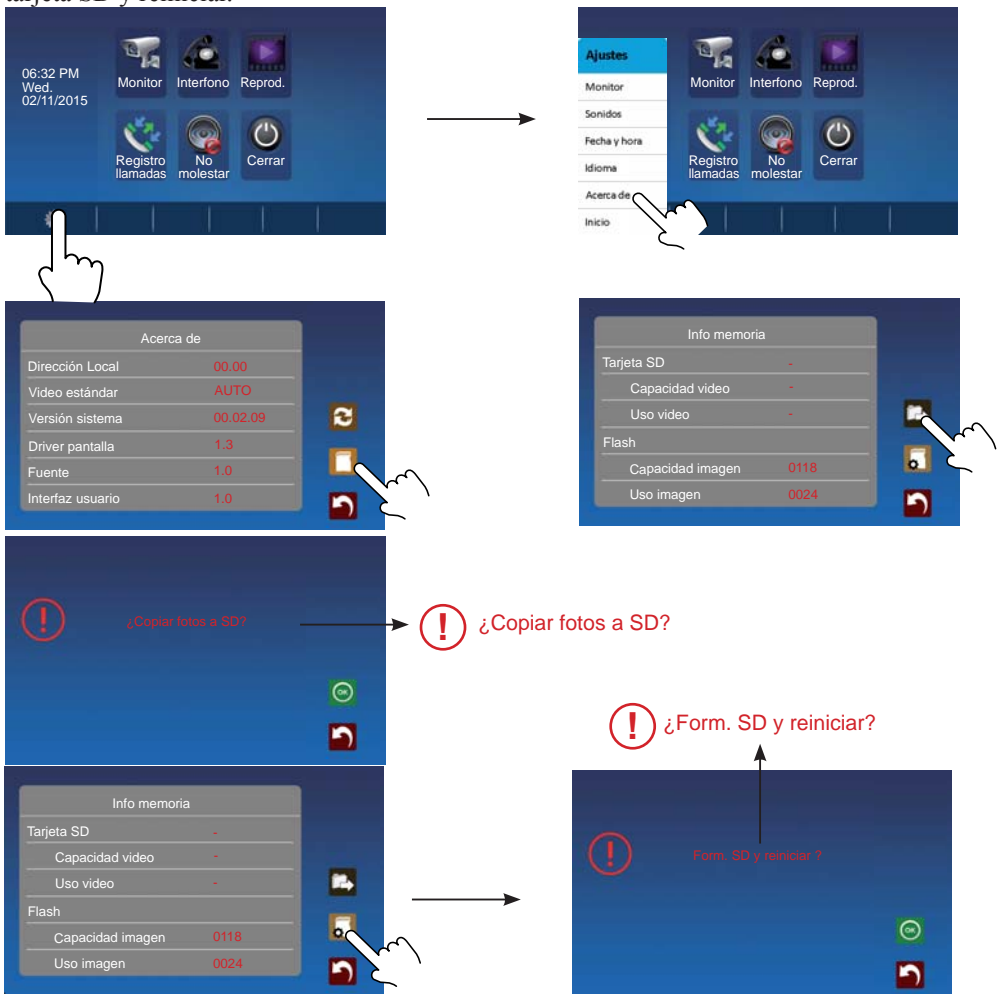 tarjeta SD y reiniciar.
06:32 PM
Wed.
02/11/2015
Monitor
Interfono
Reprod.
Registro
llamadas
No
molestar
Cerrar
Ajustes
Monitor
Sonidos
Fecha y hora
Idioma
Acerca de
Inicio
Monitor
Interfono
Reprod.
Registro
llamadas
No
molestar
Cerrar
Acerca de
Dirección Local 00.00
Video estándar AUTO
Versión sistema 00.02.09
Driver pantalla 1.3
Fuente 1.0
Interfaz usuario 1.0
Info memoria
Tarjeta SD -
Capacidad video -
Uso video -
Flash
Capacidad imagen 0118
Uso imagen 0024
! ¿Copiar fotos a SD?
OK
! ¿Copiar fotos a SD?
! ¿Form. SD y reiniciar?
Info memoria
Tarjeta SD -
Capacidad video -
Uso video -
Flash
Capacidad imagen 0118
Uso imagen 0024
! Form. SD y reiniciar ?
OK